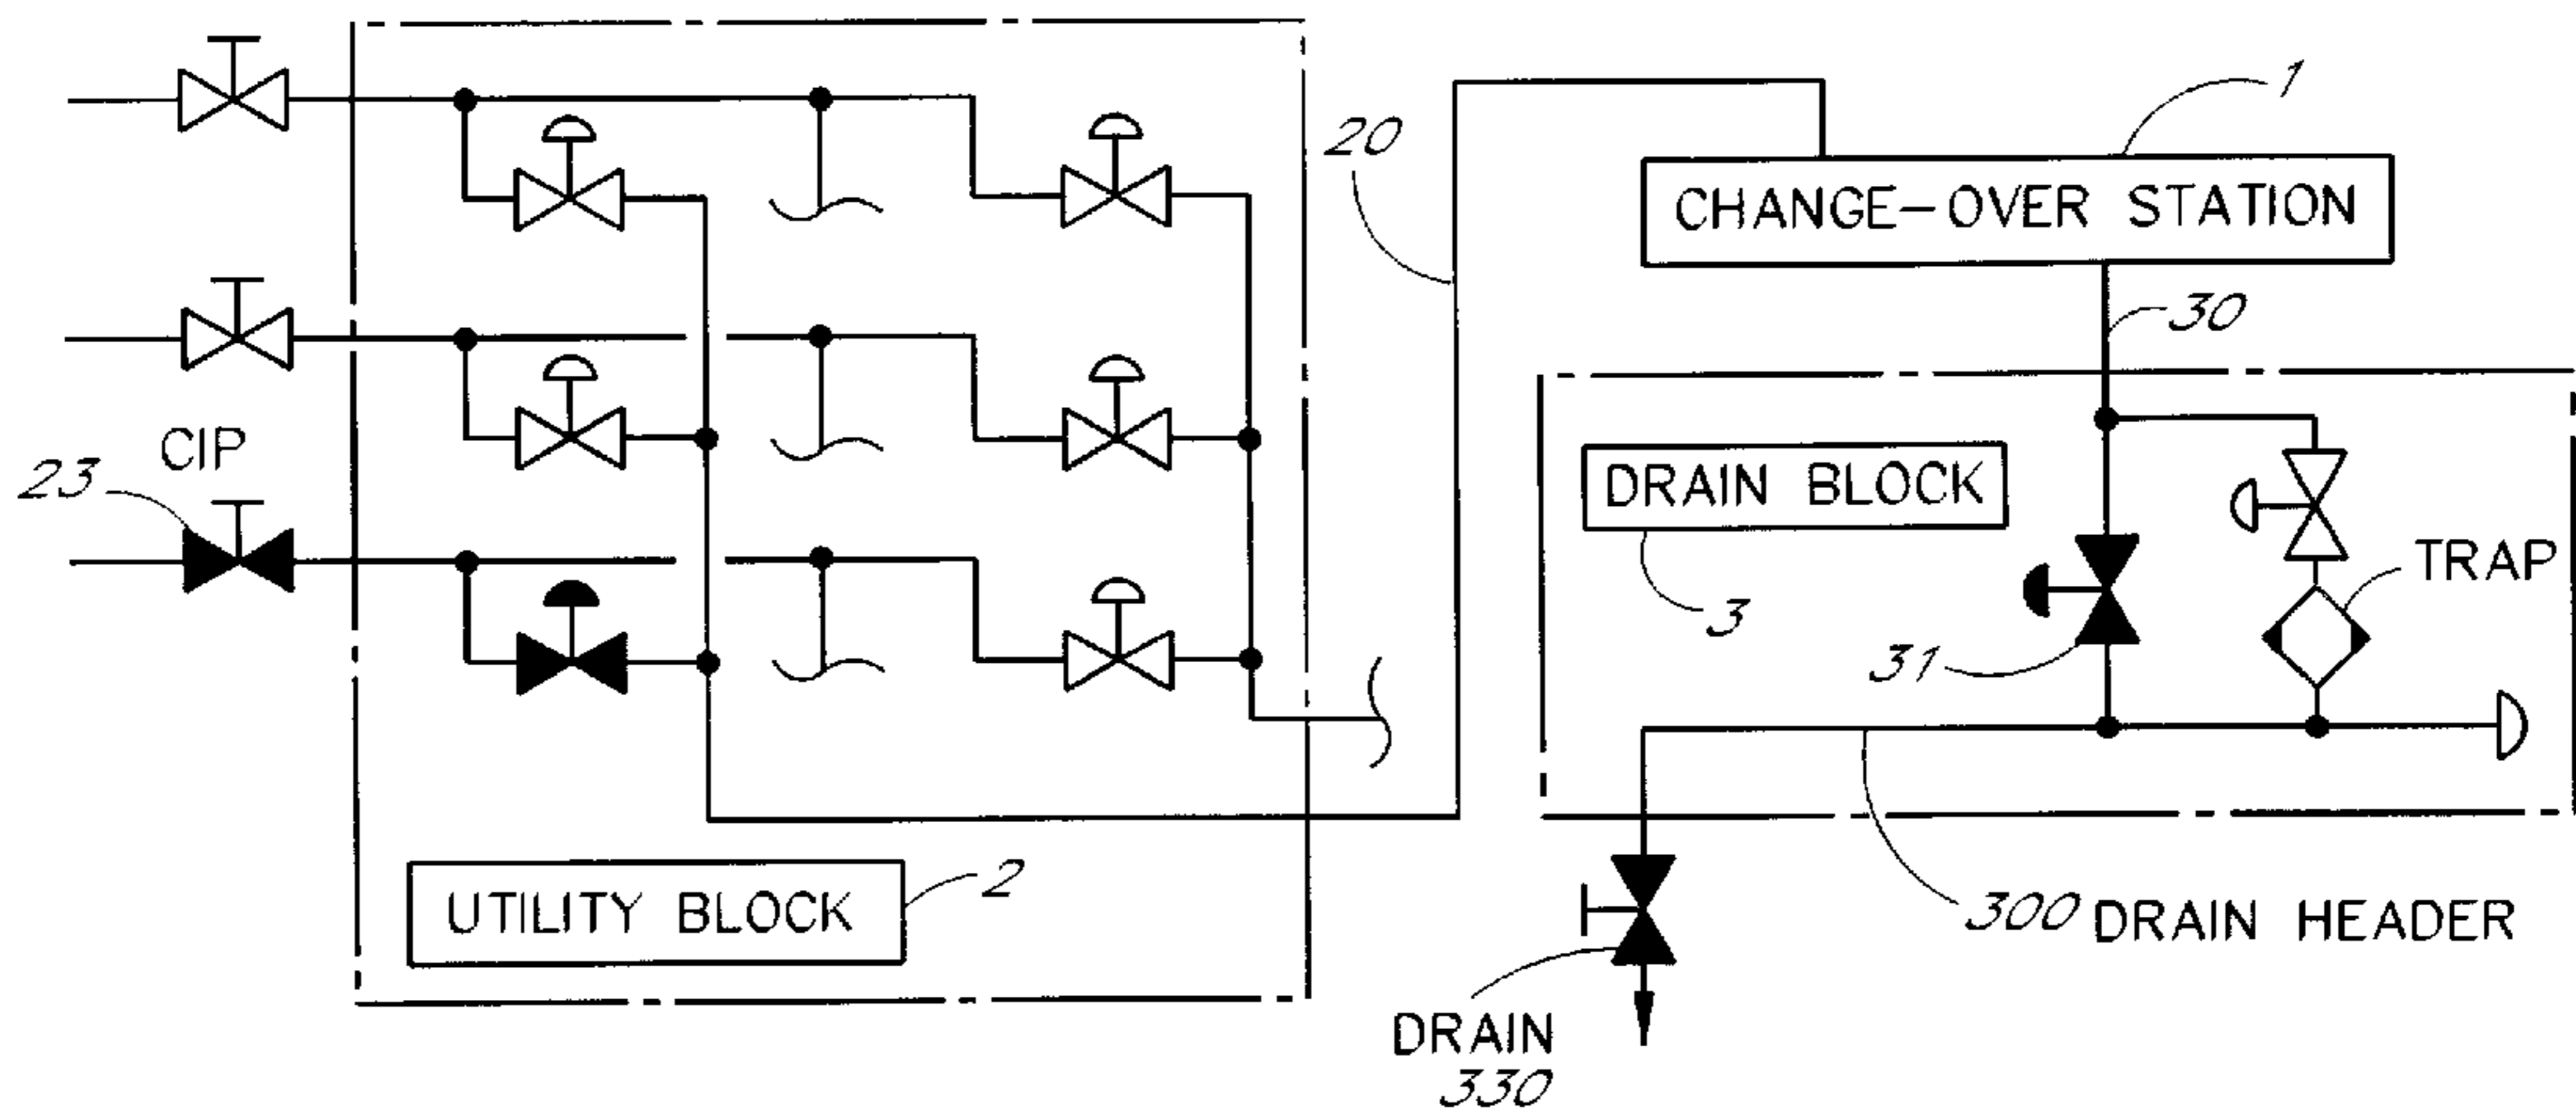 1
20
CHANGE-OVER STATION
30
CIP
23
DRAIN BLOCK
TRAP
3
31
UTILITY BLOCK
2
300 DRAIN HEADER
DRAIN
330